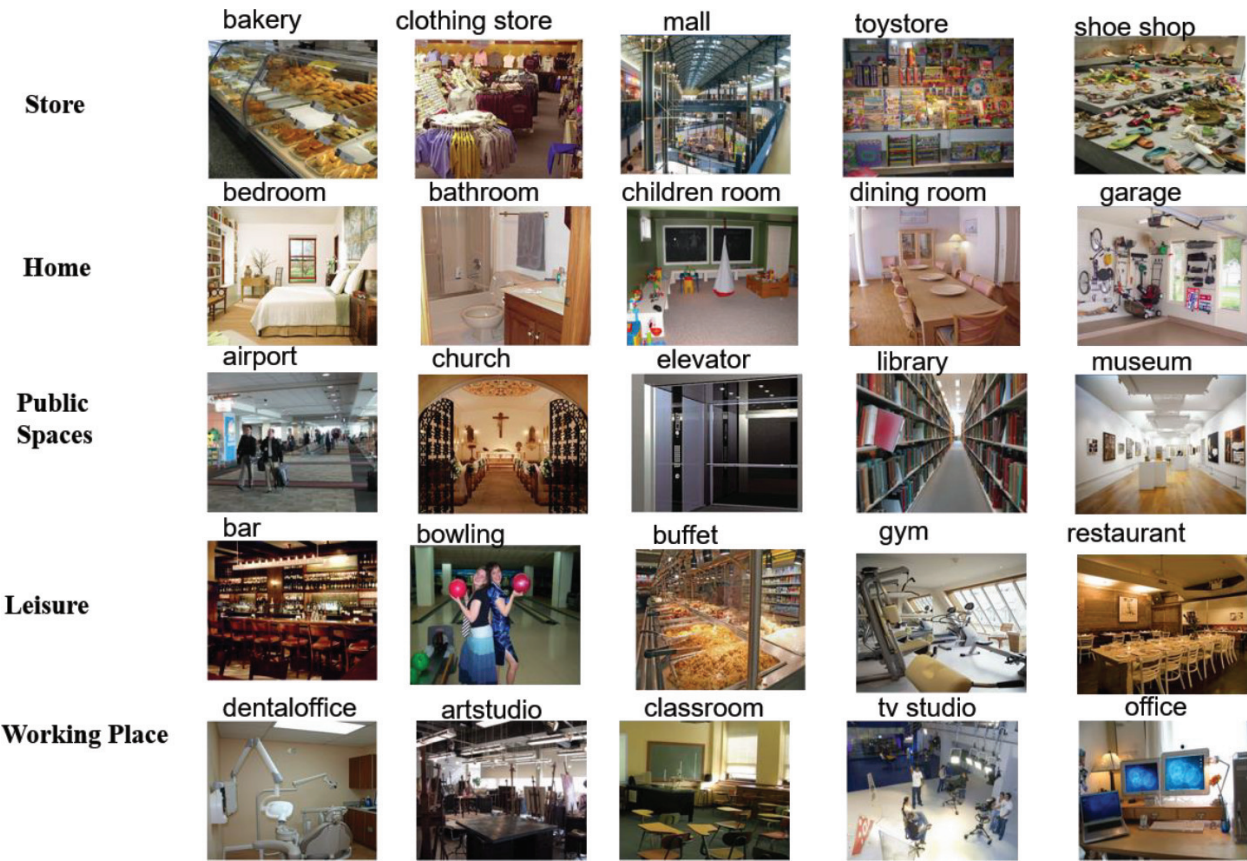 bakery
clothing store
mall
toystore
shoe shop
Store
bedroom
bathroom
children room
dining room
garage
Home
airport
church
elevator
library
museum
Public
Spaces
bar
bowling
buffet
gym
restaurant
Leisure
dentaloffice
artstudio
classroom
tv studio
office
Working Place